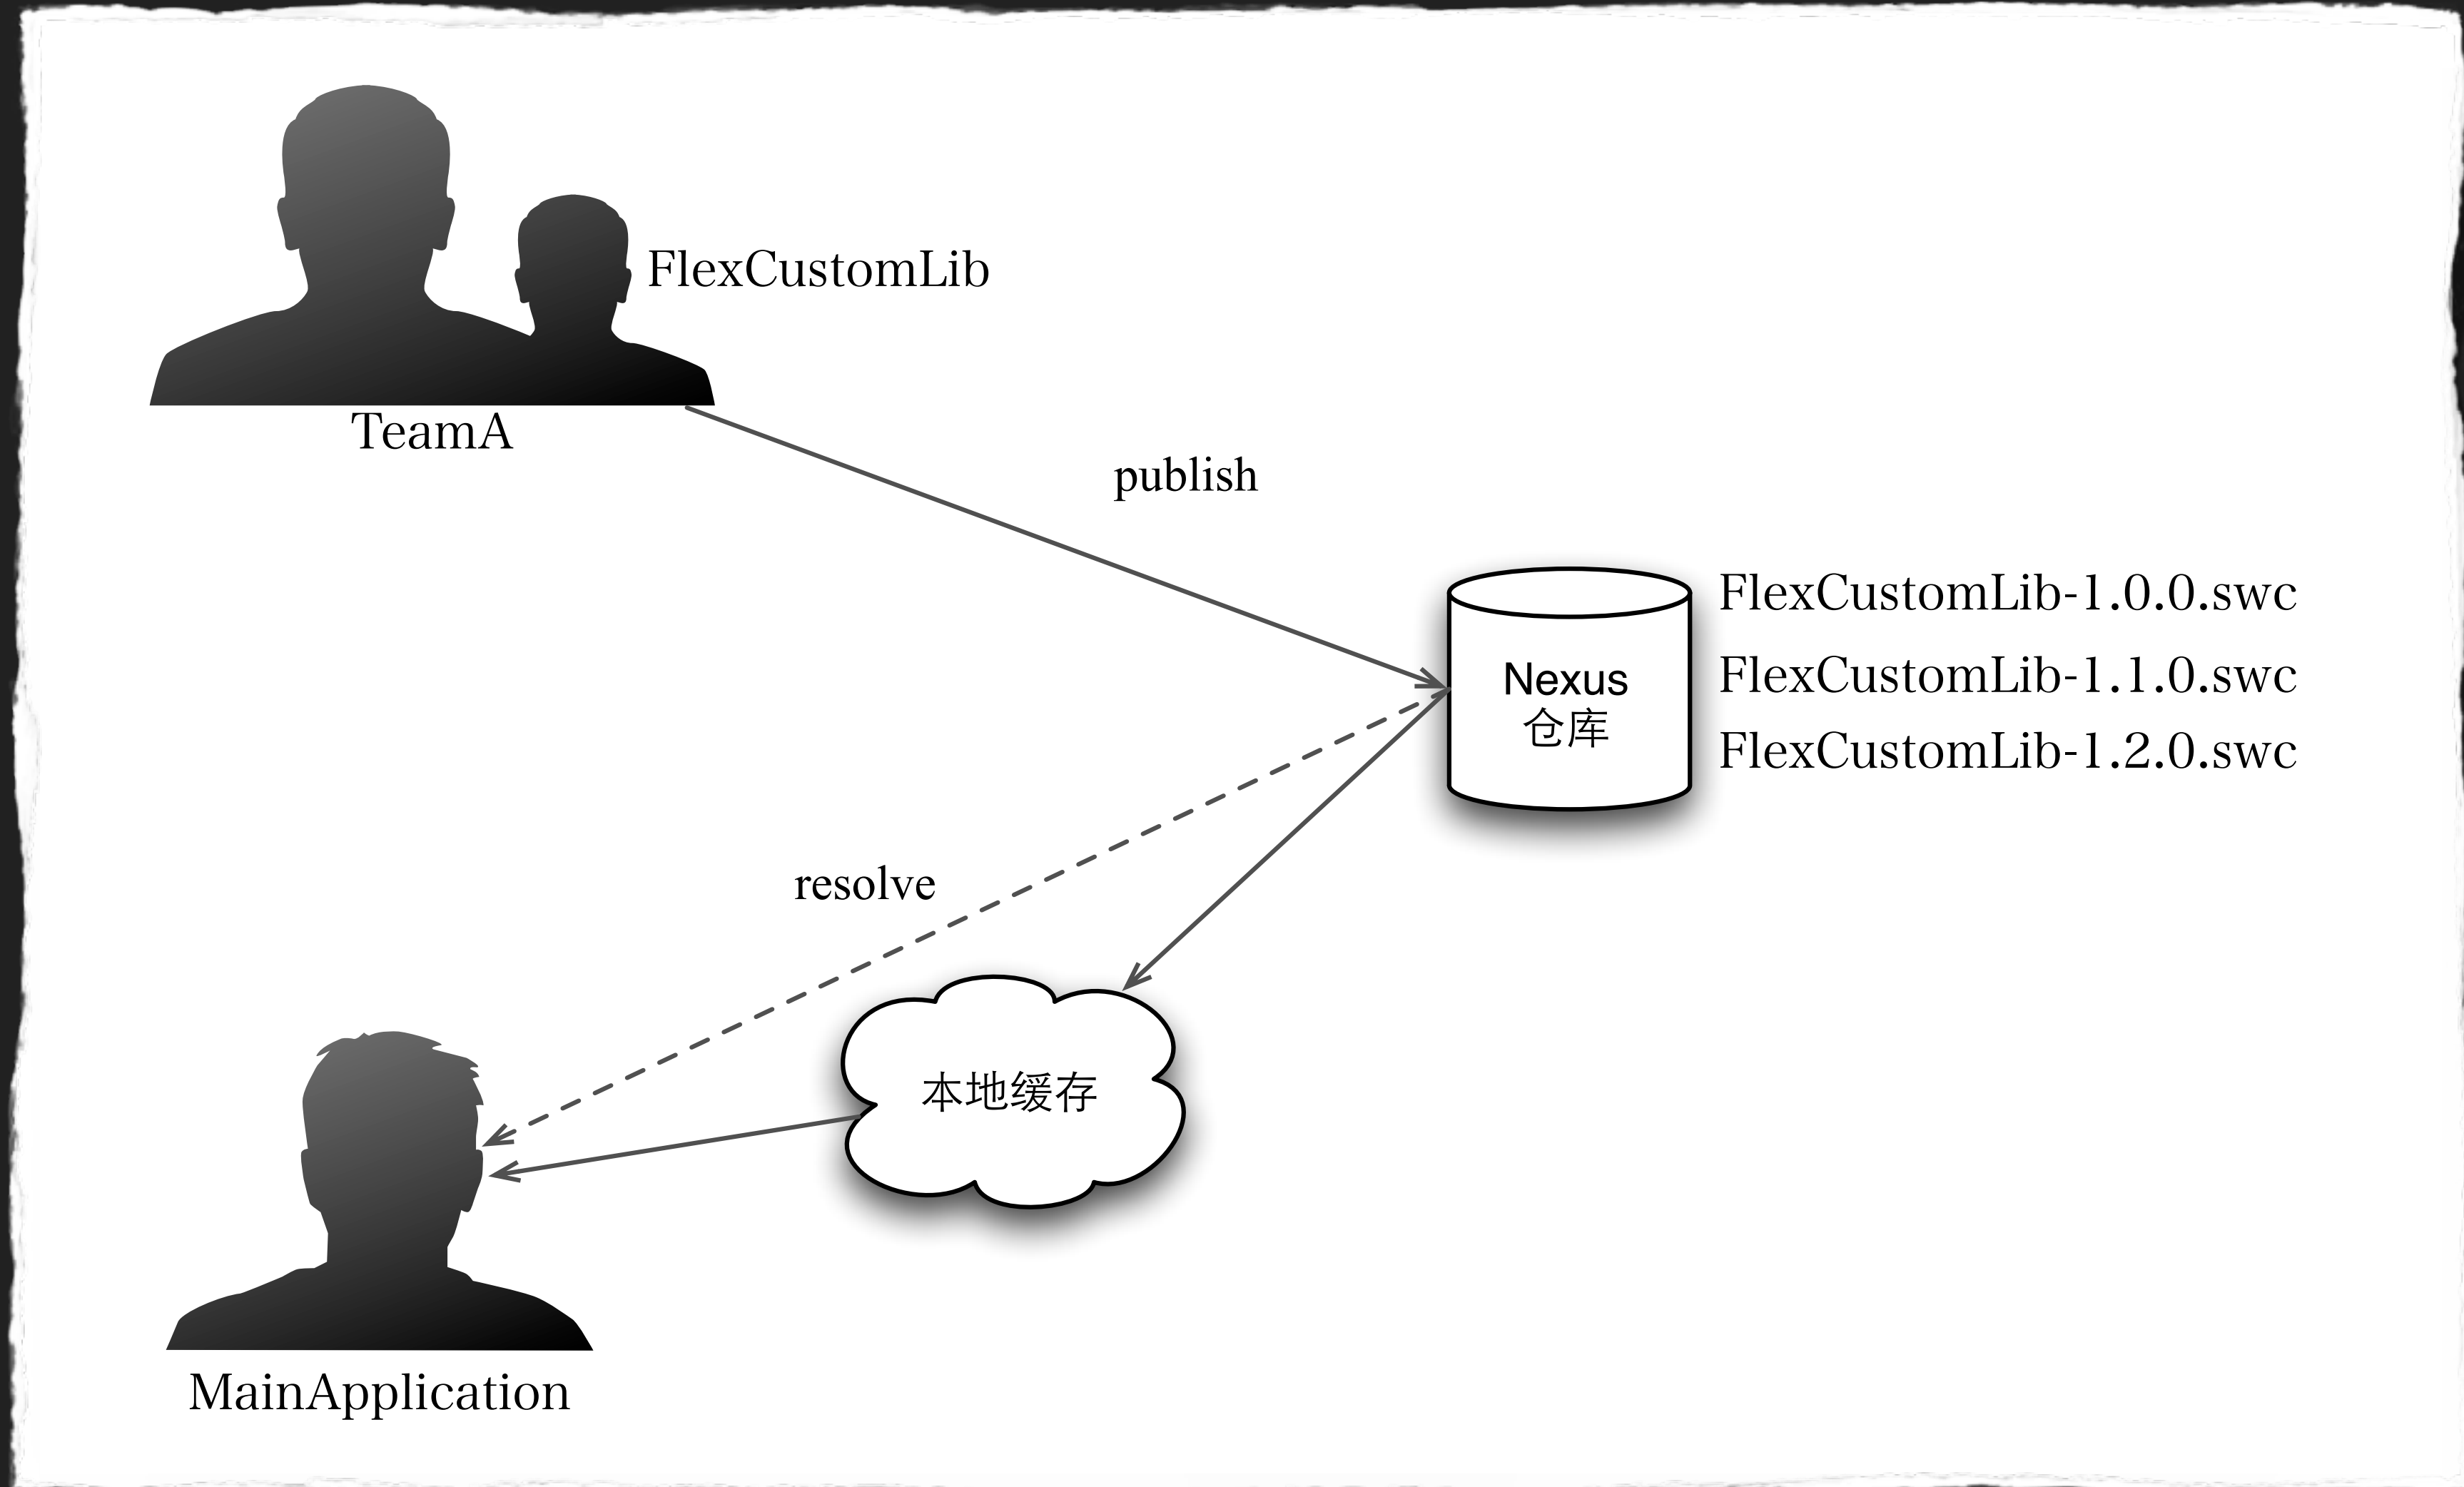 FlexCustomLib
TeamA
publish
FlexCustomLib-1.0.0.swc
Nexus
仓库
FlexCustomLib-1.1.0.swc
FlexCustomLib-1.2.0.swc
resolve
本地缓存
MainApplication